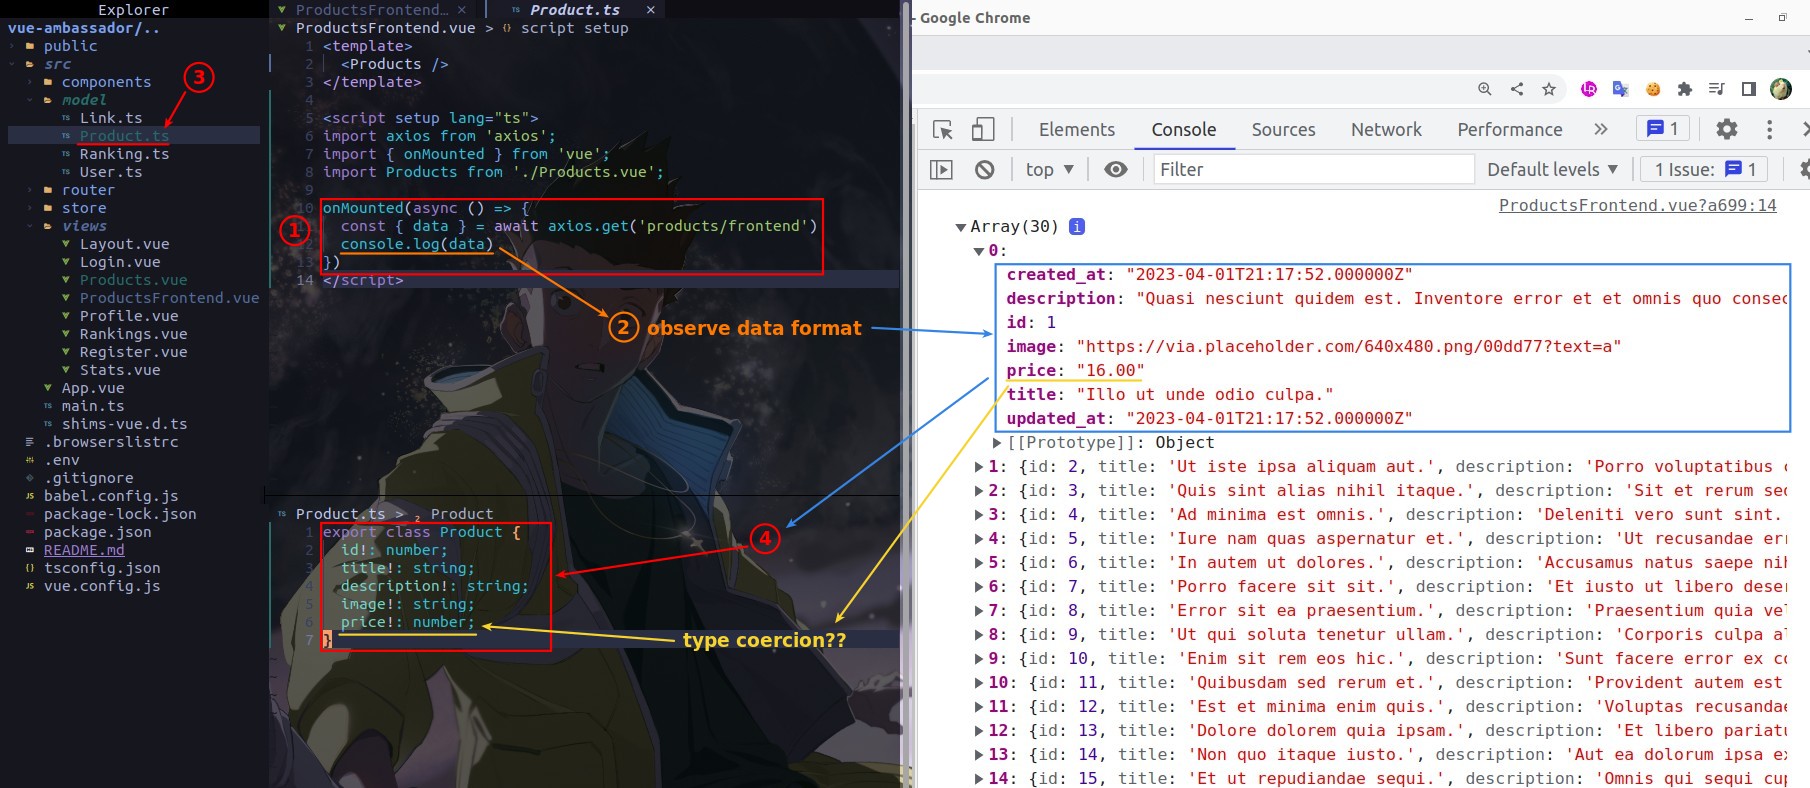 Explorer
vue-ambassador/..
public
src
components
model
Link.ts
Product.ts
Ranking.ts
User.ts
router
store
views
Layout.vue
Login.vue
Products.vue
ProductsFrontend.vue
Profile.vue
Rankings.vue
Register.vue
Stats.vue
App.vue
main.ts
shims-vue.d.ts
.browserslistrc
.env
.gitignore
babel.config.js
package-lock.json
package.json
README.md
tsconfig.json
vue.config.js
3
ProductsFrontend… × Product.ts ×
ProductsFrontend.vue > {} script setup
1 <template>
2 <Products />
3 </template>
4
5 <script setup lang="ts">
6 import axios from 'axios';
7 import { onMounted } from 'vue';
8 import Products from './Products.vue';
9
10 onMounted(async () => {
const { data } = await axios.get('products/frontend')
12 console.log(data)
13 })
14 </script>
1
2 observe data format
Product.ts > Product
1 export class Product {
2 id!: number;
3 title!: string;
4 description!: string;
5 image!: string;
6 price!: number;
7 }
4
type coercion??
- Google Chrome
Elements Console Sources Network Performance >> 1
top ▼ Filter Default levels ▼ 1 Issue: 1
ProductsFrontend.vue?a699:14
▼ Array(30) i
▼ 0:
created_at: "2023-04-01T21:17:52.000000Z"
description: "Quasi nesciunt quidem est. Inventore error et et omnis quo consec
id: 1
image: "https://via.placeholder.com/640x480.png/00dd77?text=a"
price: "16.00"
title: "Illo ut unde odio culpa."
updated_at: "2023-04-01T21:17:52.000000Z"
▶ [[Prototype]]: Object
▶ 1: {id: 2, title: 'Ut iste ipsa aliquam aut.', description: 'Porro voluptatibus
▶ 2: {id: 3, title: 'Quis sint alias nihil itaque.', description: 'Sit et rerum sed
▶ 3: {id: 4, title: 'Ad minima est omnis.', description: 'Deleniti vero sunt sint.
▶ 4: {id: 5, title: 'Iure nam quas aspernatur et.', description: 'Ut recusandae err
▶ 5: {id: 6, title: 'In autem ut dolores.', description: 'Accusamus natus saepe nih
▶ 6: {id: 7, title: 'Porro facere sit sit.', description: 'Et iusto ut libero deser
▶ 7: {id: 8, title: 'Error sit ea praesentium.', description: 'Praesentium quia vel
▶ 8: {id: 9, title: 'Ut qui soluta tenetur ullam.', description: 'Corporis culpa al
▶ 9: {id: 10, title: 'Enim sit rem eos hic.', description: 'Sunt facere error ex co
▶ 10: {id: 11, title: 'Quibusdam sed rerum et.', description: 'Provident autem est
▶ 11: {id: 12, title: 'Est et minima enim quis.', description: 'Voluptas recusandae
▶ 12: {id: 13, title: 'Dolore dolorem quia ipsam.', description: 'Et libero pariatu
▶ 13: {id: 14, title: 'Non quo itaque iusto.', description: 'Aut ea dolorum ipsa ex
▶ 14: {id: 15, title: 'Et ut repudiandae sequi.', description: 'Omnis qui sequi cup